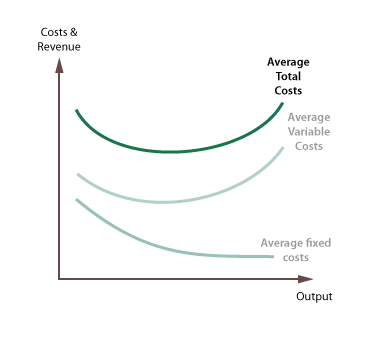 Costs &
Revenue
Average
Total
Costs
Average
Variable
Costs
Average fixed
costs
Output